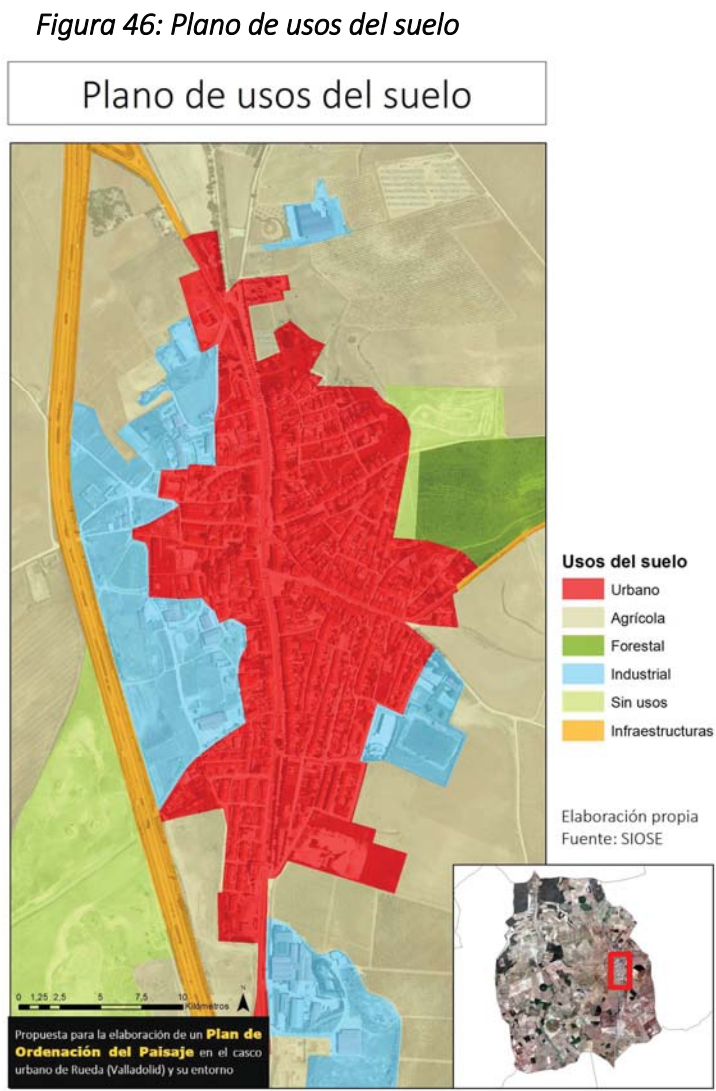 Figura 46: Plano de usos del suelo
Plano de usos del suelo
Usos del suelo
Urbano
Agrícola
Forestal
Industrial
Sin usos
Infraestructuras
Elaboración propia
Fuente: SIOSE
0 1,25 2,5 5 7,5 10
Kilómetros
N
Propuesta para la elaboración de un Plan de
Ordenación del Paisaje en el casco
urbano de Rueda (Valladolid) y su entorno